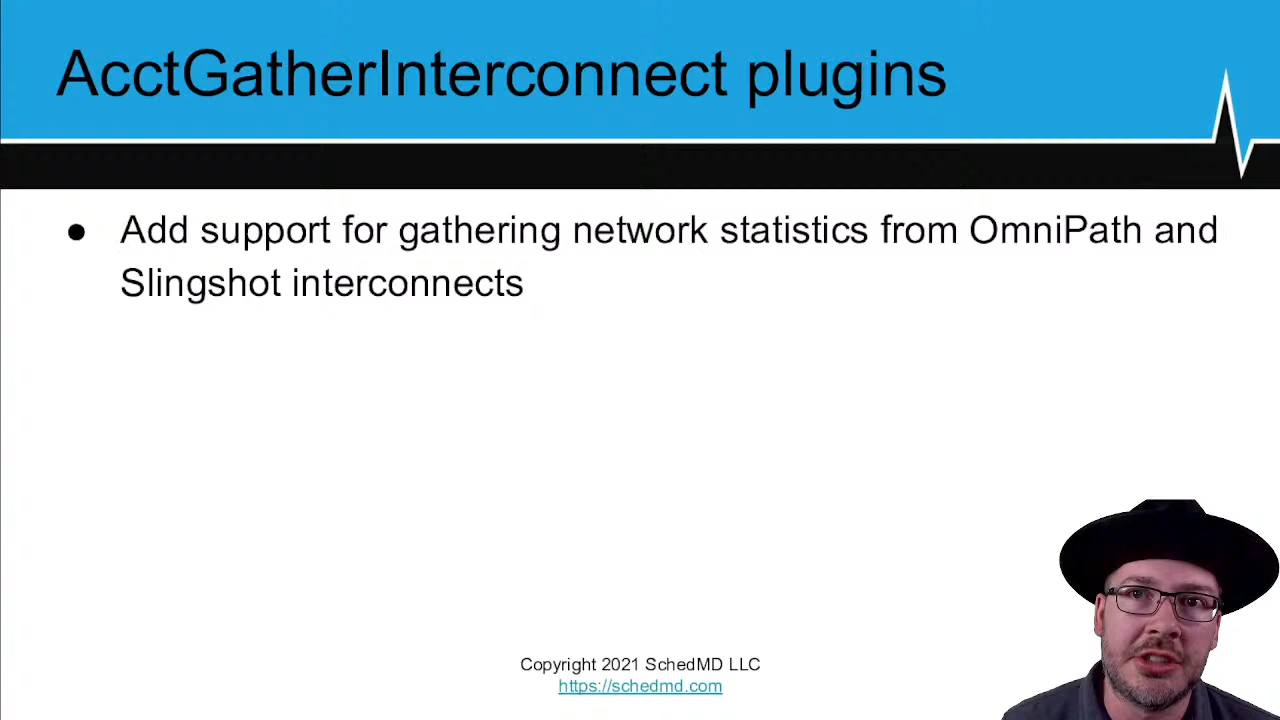 AcctGatherInterconnect plugins
● Add support for gathering network statistics from OmniPath and
Slingshot interconnects
Copyright 2021 SchedMD LLC
https://schedmd.com